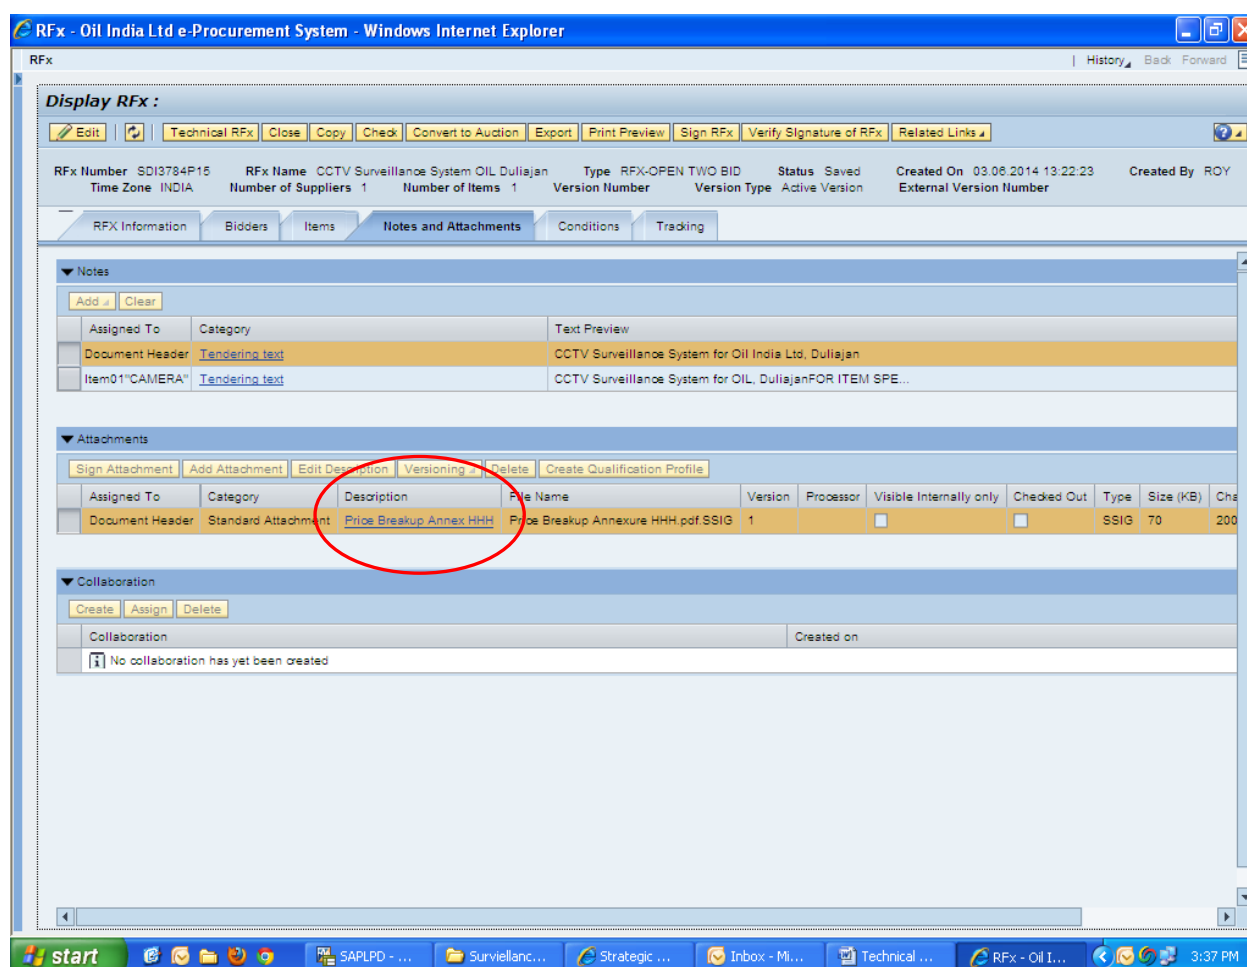 RFx - Oil India Ltd e-Procurement System - Windows Internet Explorer
RFx | History Back Forward
Display RFx :
Edit | | Technical RFx Close Copy Check Convert to Auction Export Print Preview Sign RFx Verify SIgnature of RFx Related Links
RFx Number SDI3784P15 RFx Name CCTV Surveillance System OIL Duliajan Type RFX-OPEN TWO BID Status Saved Created On 03.06.2014 13:22:23 Created By ROY
Time Zone INDIA Number of Suppliers 1 Number of Items 1 Version Number Version Type Active Version External Version Number
RFX Information Bidders Items Notes and Attachments Conditions Tracking
Notes
Add Clear
Assigned To Category Text Preview
Document Header Tendering text CCTV Surveillance System for Oil India Ltd, Duliajan
Item01"CAMERA" Tendering text CCTV Surveillance System for OIL, DuliajanFOR ITEM SPE...
Attachments
Sign Attachment Add Attachment Edit Description Versioning Delete Create Qualification Profile
Assigned To Category Description File Name Version Processor Visible Internally only Checked Out Type Size (KB) Cha
Document Header Standard Attachment Price Breakup Annex HHH Price Breakup Annexure HHH.pdf.SSIG 1 SSIG 70 200
Collaboration
Create Assign Delete
Collaboration Created on
No collaboration has yet been created
start SAPLPD - ... Surviellanc... Strategic ... Inbox - Mi... Technical ... RFx - Oil I... 3:37 PM